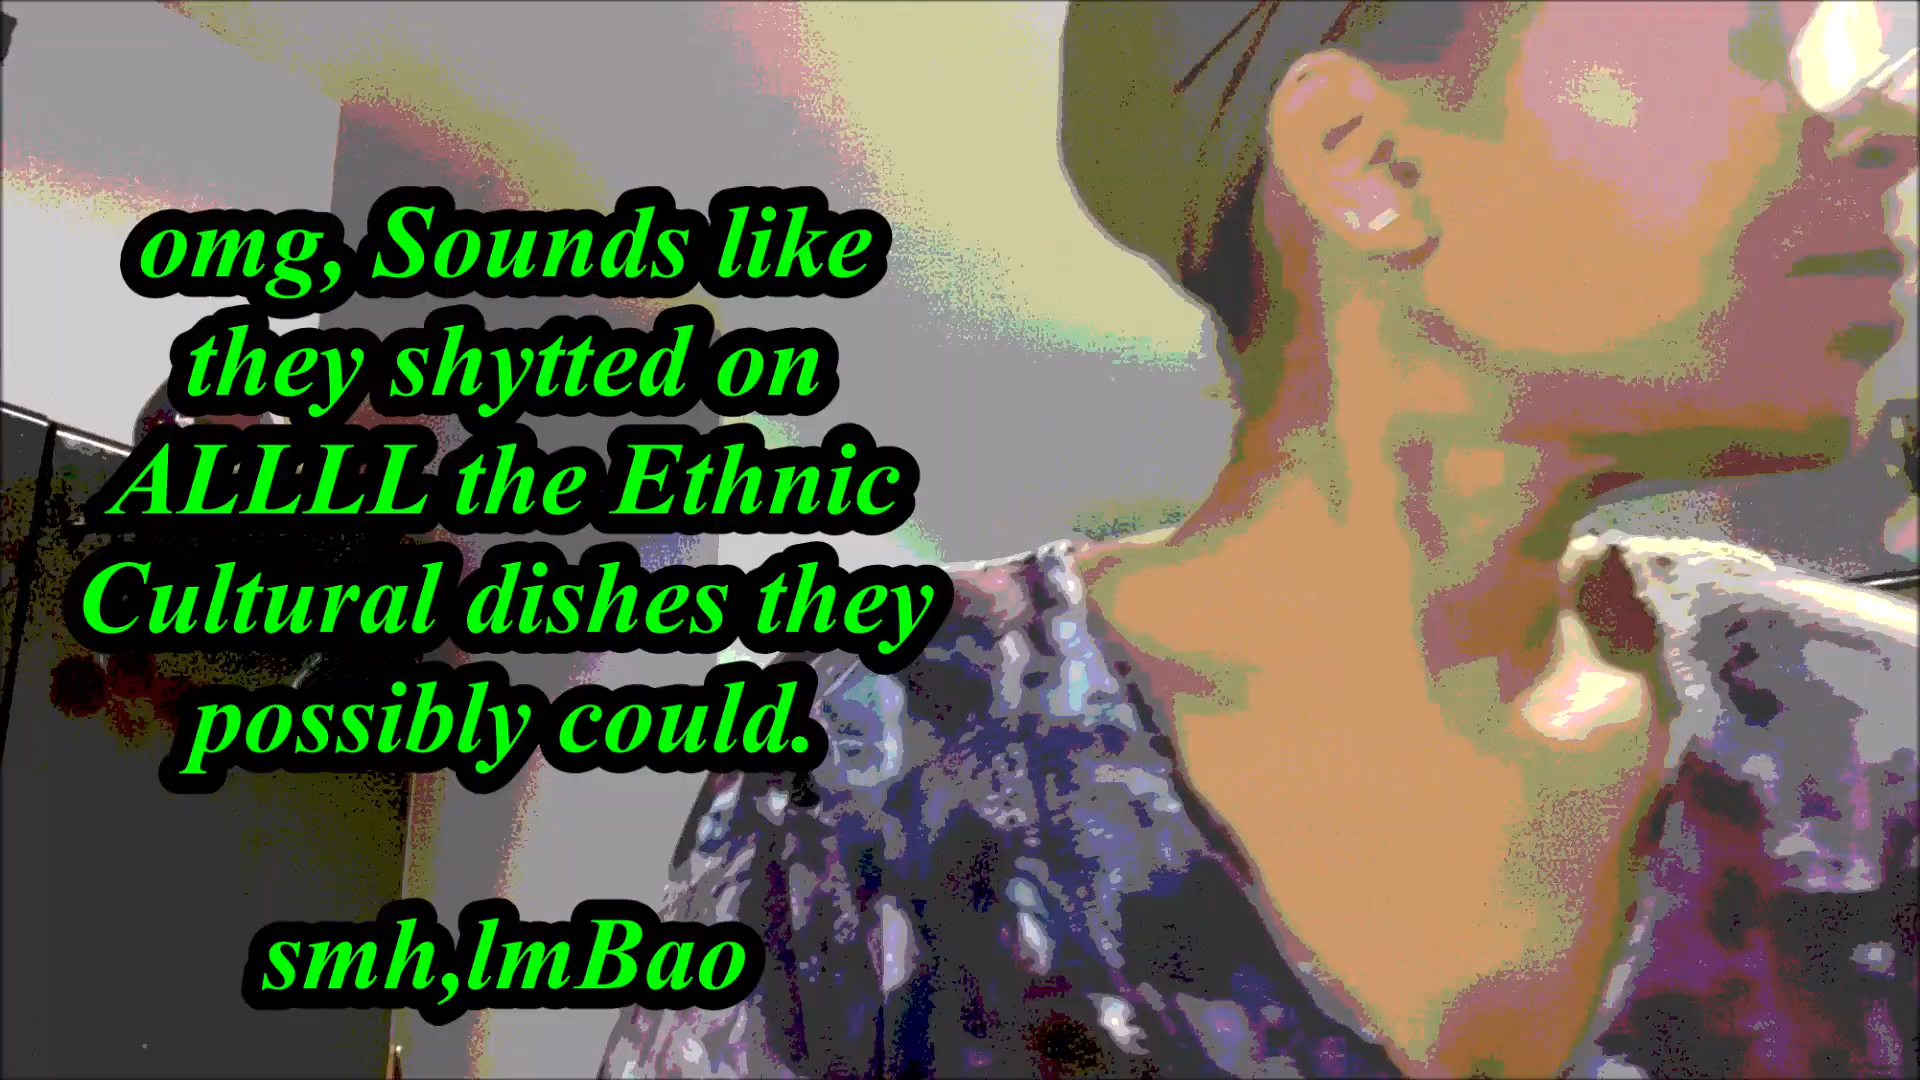 omg, Sounds like
they shytted on
ALLLL the Ethnic
Cultural dishes they
possibly could.
smh,lmBao